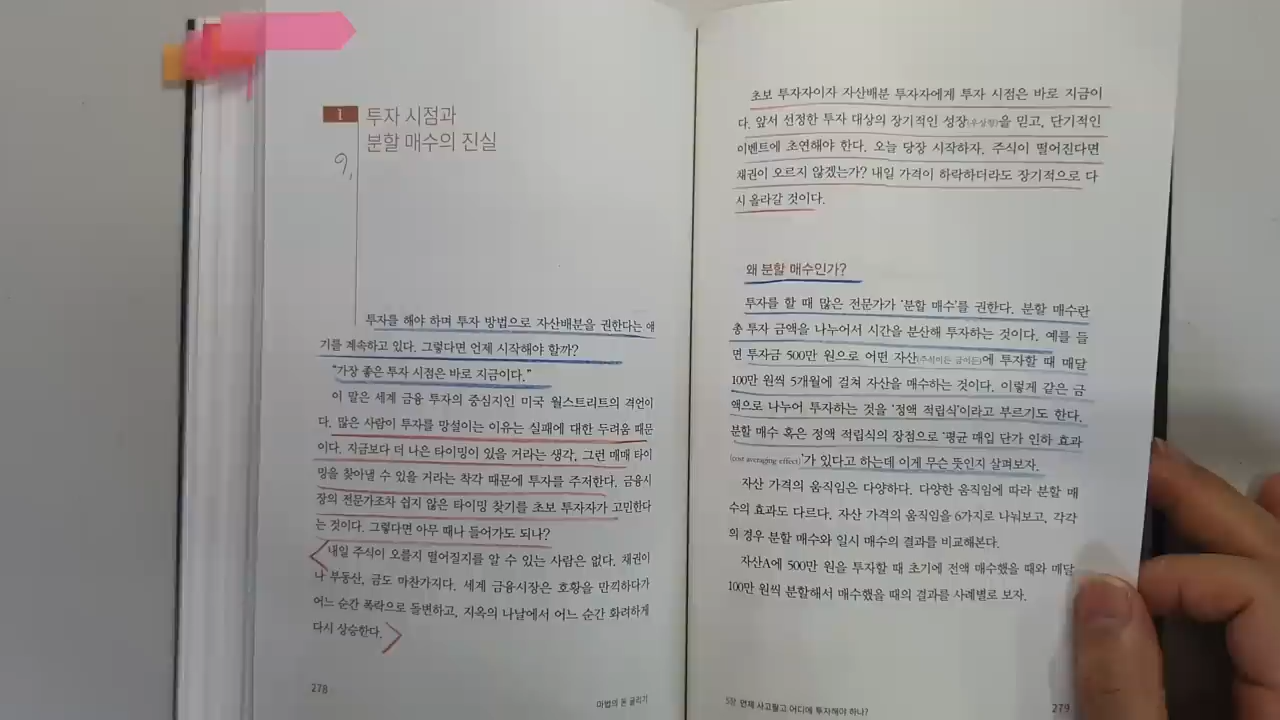 1
투자 시점과
분할 매수의 진실
9,
투자를 해야 하며 투자 방법으로 자산배분을 권한다는 얘
기를 계속하고 있다. 그렇다면 언제 시작해야 할까?
“가장 좋은 투자 시점은 바로 지금이다.”
이 말은 세계 금융 투자의 중심지인 미국 월스트리트의 격언이
다. 많은 사람이 투자를 망설이는 이유는 실패에 대한 두려움 때문
이다. 지금보다 더 나은 타이밍이 있을 거라는 생각, 그런 매매 타이
밍을 찾아낼 수 있을 거라는 착각 때문에 투자를 주저한다. 금융시
장의 전문가조차 쉽지 않은 타이밍 찾기를 초보 투자자가 고민한다
는 것이다. 그렇다면 아무 때나 들어가도 되나?
내일 주식이 오를지 떨어질지를 알 수 있는 사람은 없다. 채권이
나 부동산, 금도 마찬가지다. 세계 금융시장은 호황을 만끽하다가
어느 순간 폭락으로 돌변하고, 지옥의 나날에서 어느 순간 화려하게
다시 상승한다.
278
마법의 돈 굴리기
초보 투자자이자 자산배분 투자자에게 투자 시점은 바로 지금이
다. 앞서 선정한 투자 대상의 장기적인 성장(우상향)을 믿고, 단기적인
이벤트에 초연해야 한다. 오늘 당장 시작하자. 주식이 떨어진다면
채권이 오르지 않겠는가? 내일 가격이 하락하더라도 장기적으로 다
시 올라갈 것이다.
왜 분할 매수인가?
투자를 할 때 많은 전문가가 ‘분할 매수’를 권한다. 분할 매수란
총 투자 금액을 나누어서 시간을 분산해 투자하는 것이다. 예를 들
면 투자금 500만 원으로 어떤 자산(주식이든 금이든)에 투자할 때 매달
100만 원씩 5개월에 걸쳐 자산을 매수하는 것이다. 이렇게 같은 금
액으로 나누어 투자하는 것을 ‘정액 적립식’이라고 부르기도 한다.
분할 매수 혹은 정액 적립식의 장점으로 ‘평균 매입 단가 인하 효과
(cost averaging effect)’가 있다고 하는데 이게 무슨 뜻인지 살펴보자.
자산 가격의 움직임은 다양하다. 다양한 움직임에 따라 분할 매
수의 효과도 다르다. 자산 가격의 움직임을 6가지로 나눠보고, 각각
의 경우 분할 매수와 일시 매수의 결과를 비교해본다.
자산A에 500만 원을 투자할 때 초기에 전액 매수했을 때와 매달
100만 원씩 분할해서 매수했을 때의 결과를 사례별로 보자.
5장. 언제 사고팔고 어디에 투자해야 하나?
279